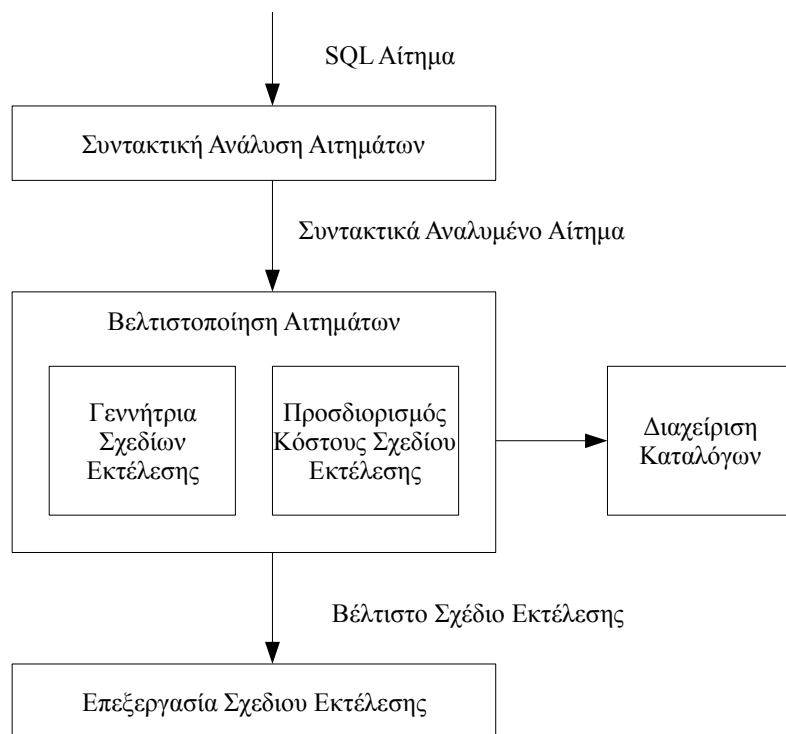 SQL Αίτημα
Συντακτική Ανάλυση Αιτημάτων
Συντακτικά Αναλυμένο Αίτημα
Βελτιστοποίηση Αιτημάτων
Γεννήτρια
Σχεδίων
Εκτέλεσης
Προσδιορισμός
Κόστους Σχεδίου
Εκτέλεσης
Διαχείριση
Καταλόγων
Βέλτιστο Σχέδιο Εκτέλεσης
Επεξεργασία Σχεδιου Εκτέλεσης